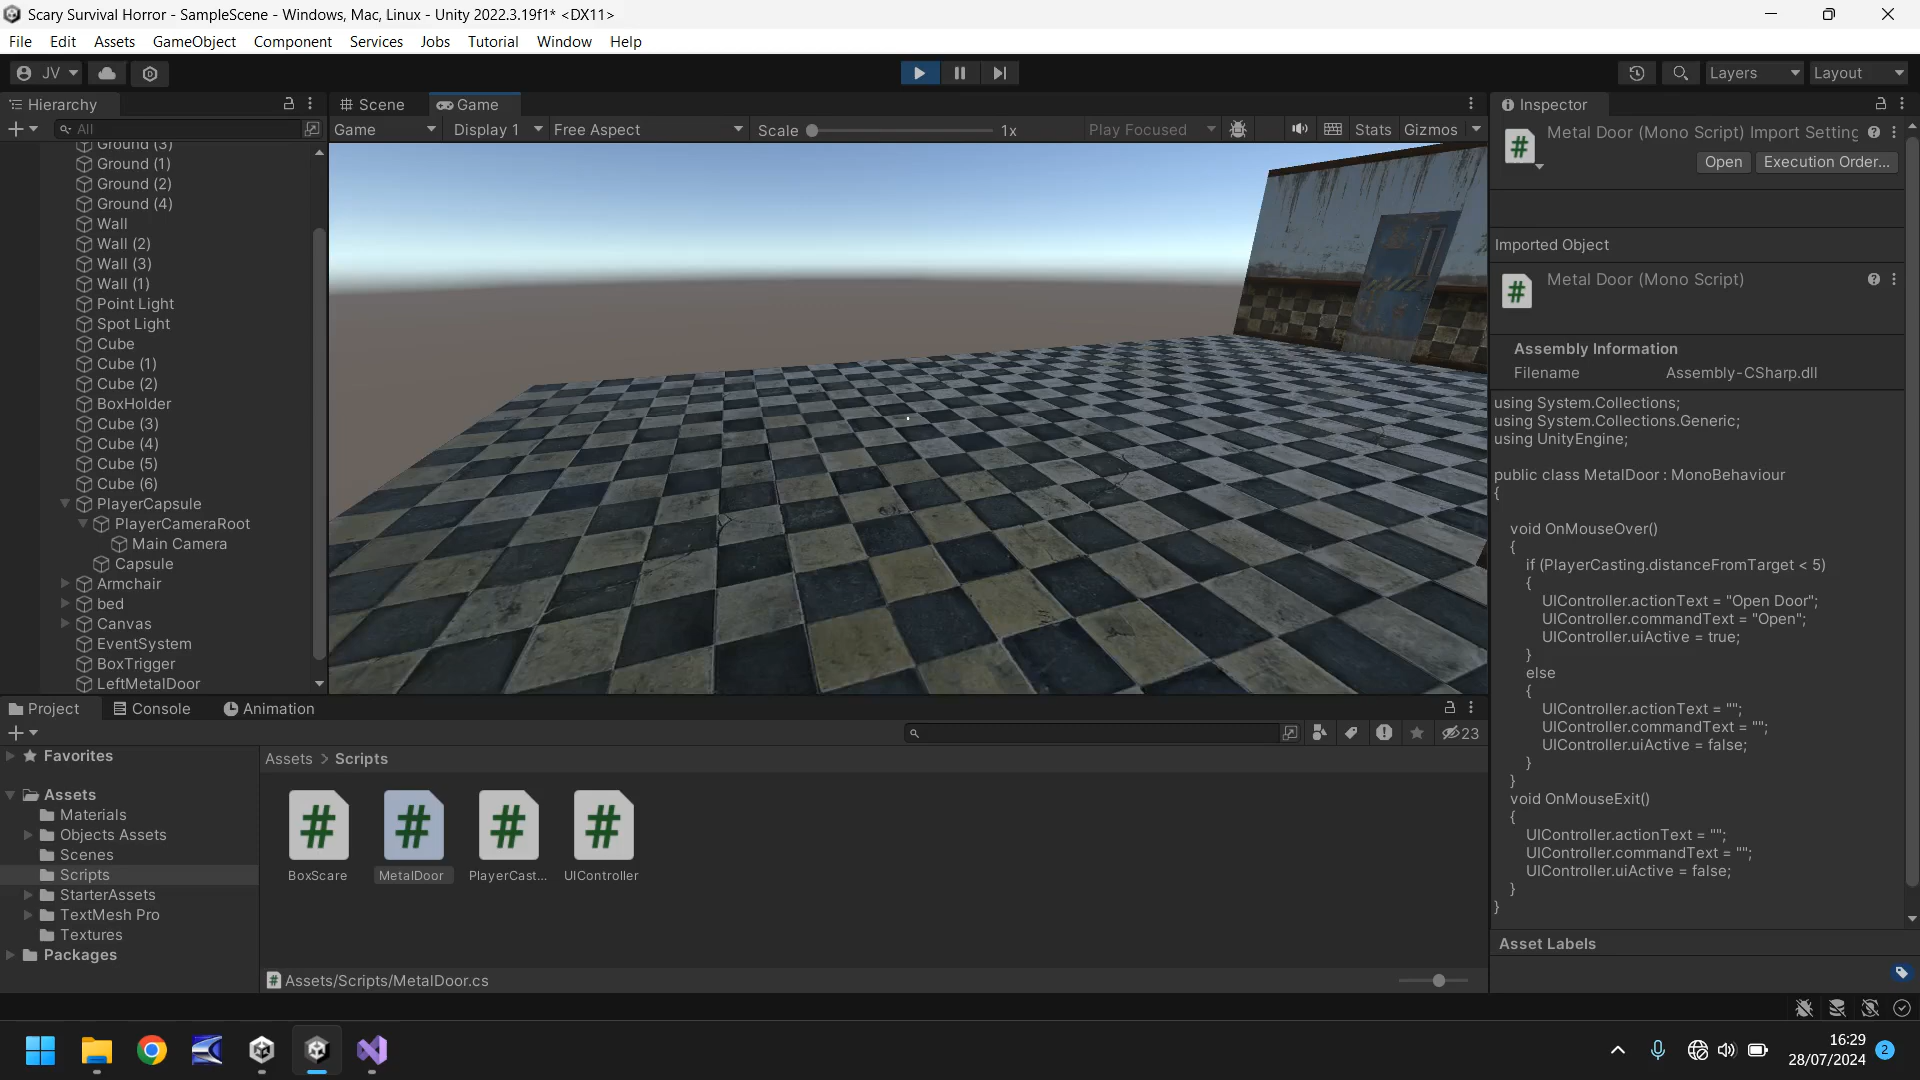 Scary Survival Horror - SampleScene - Windows, Mac, Linux - Unity 2022.3.19f1* <DX11>
File Edit Assets GameObject Component Services Jobs Tutorial Window Help
JV
Layers
Layout
Hierarchy
All
Ground (3)
Ground (1)
Ground (2)
Ground (4)
Wall
Wall (2)
Wall (3)
Wall (1)
Point Light
Spot Light
Cube
Cube (1)
Cube (2)
BoxHolder
Cube (3)
Cube (4)
Cube (5)
Cube (6)
PlayerCapsule
PlayerCameraRoot
Main Camera
Capsule
Armchair
bed
Canvas
EventSystem
BoxTrigger
LeftMetalDoor
Scene Game
Game Display 1 Free Aspect Scale 1x Play Focused Stats Gizmos
Inspector
Metal Door (Mono Script) Import Setting
Open Execution Order...
Imported Object
Metal Door (Mono Script)
Assembly Information
Filename Assembly-CSharp.dll
using System.Collections;
using System.Collections.Generic;
using UnityEngine;
public class MetalDoor : MonoBehaviour
{
void OnMouseOver()
{
if (PlayerCasting.distanceFromTarget < 5)
{
UIController.actionText = "Open Door";
UIController.commandText = "Open";
UIController.uiActive = true;
}
else
{
UIController.actionText = "";
UIController.commandText = "";
UIController.uiActive = false;
}
}
void OnMouseExit()
{
UIController.actionText = "";
UIController.commandText = "";
UIController.uiActive = false;
}
}
Asset Labels
Project Console Animation
23
Favorites
Assets
Materials
Objects Assets
Scenes
Scripts
StarterAssets
TextMesh Pro
Textures
Packages
Assets > Scripts
BoxScare MetalDoor PlayerCast... UIController
Assets/Scripts/MetalDoor.cs
16:29
28/07/2024
2